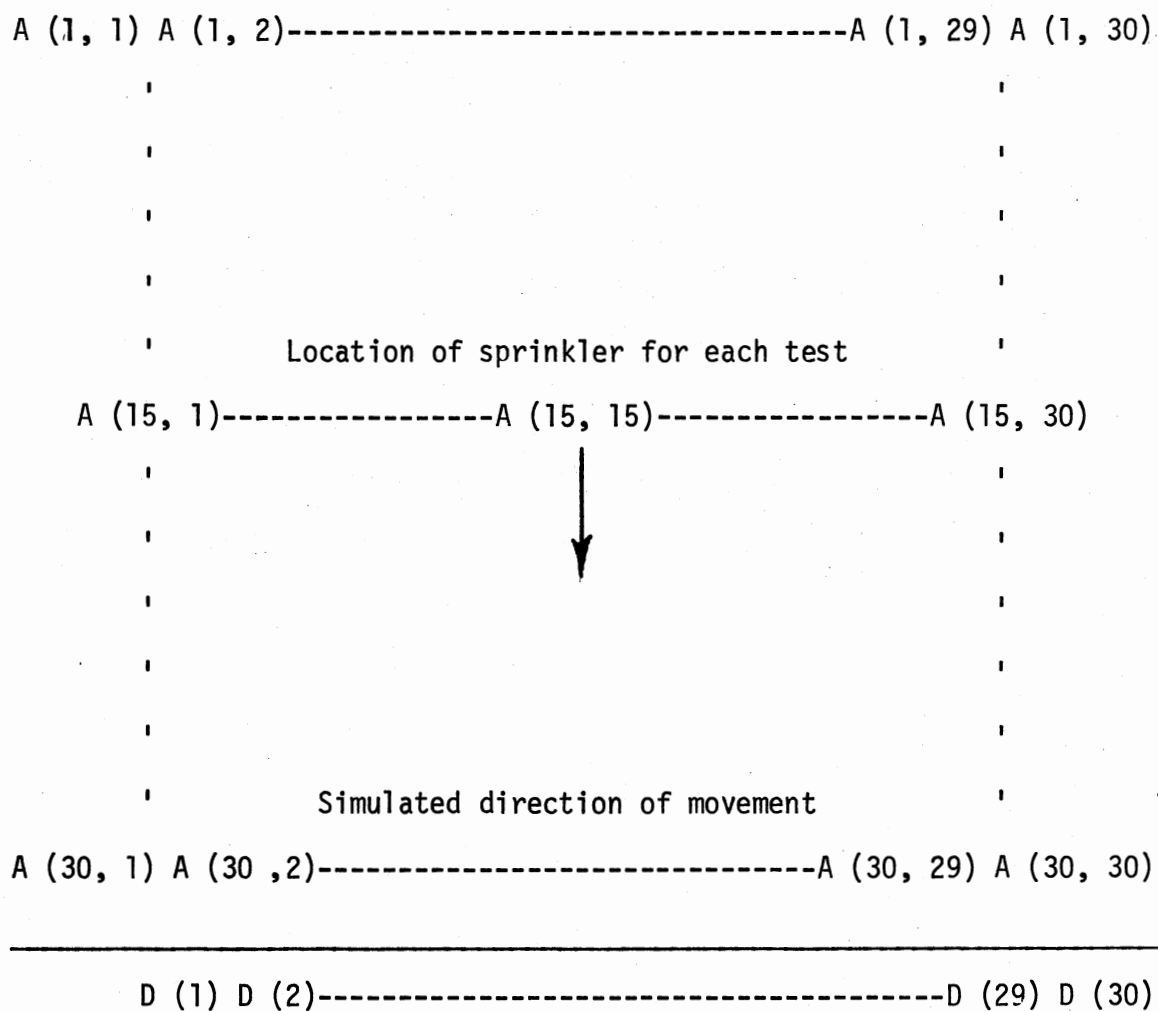 A (1, 1) A (1, 2)----------------------------------A (1, 29) A (1, 30)
Location of sprinkler for each test
A (15, 1)----------------A (15, 15)----------------A (15, 30)
Simulated direction of movement
A (30, 1) A (30 ,2)-----------------------------A (30, 29) A (30, 30)
D (1) D (2)-------------------------------------D (29) D (30)